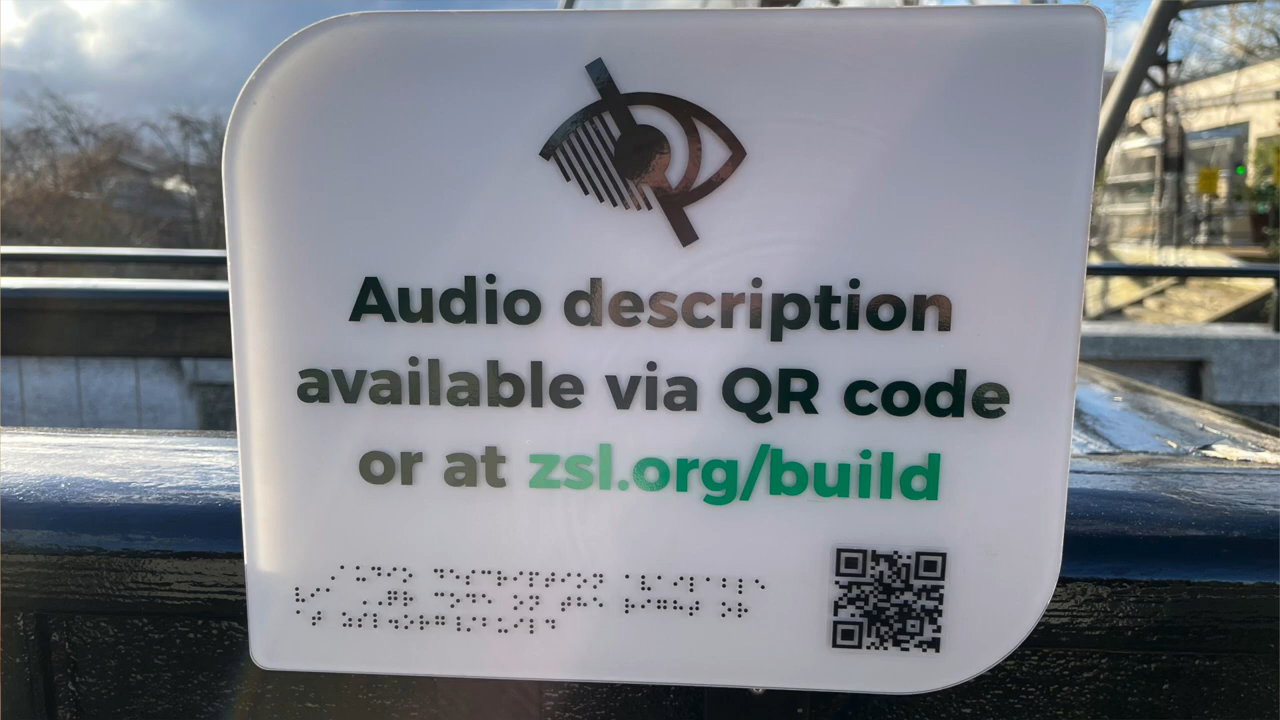 Audio description
available via QR code
or at zsl.org/build